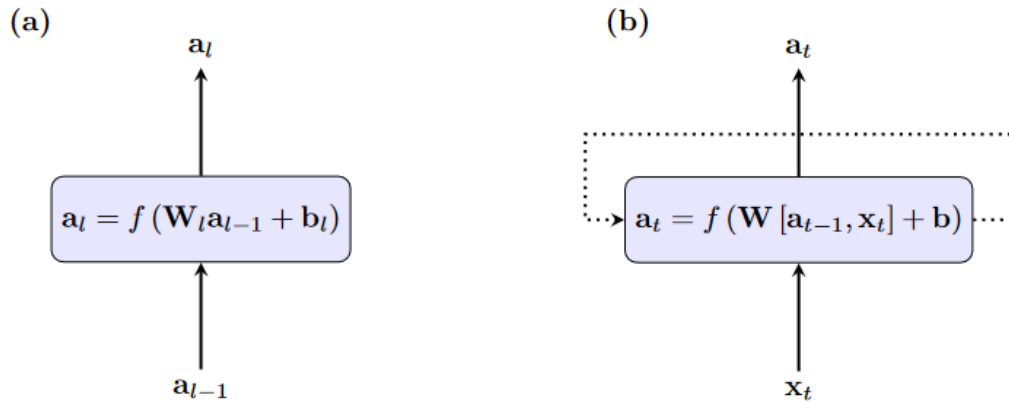 (a)
a_l
a_l = f (W_l a_{l−1} + b_l)
a_{l−1}
(b)
a_t
a_t = f (W [a_{t−1}, x_t] + b)
x_t